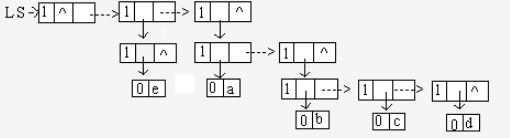 LS 1 ^ 1 1
1 ^ 1 1 ^
0 e 0 a 1 1 1 ^
0 b 0 c 0 d